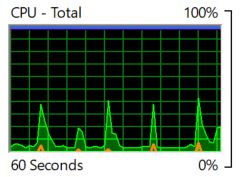 CPU - Total 100%
60 Seconds 0%